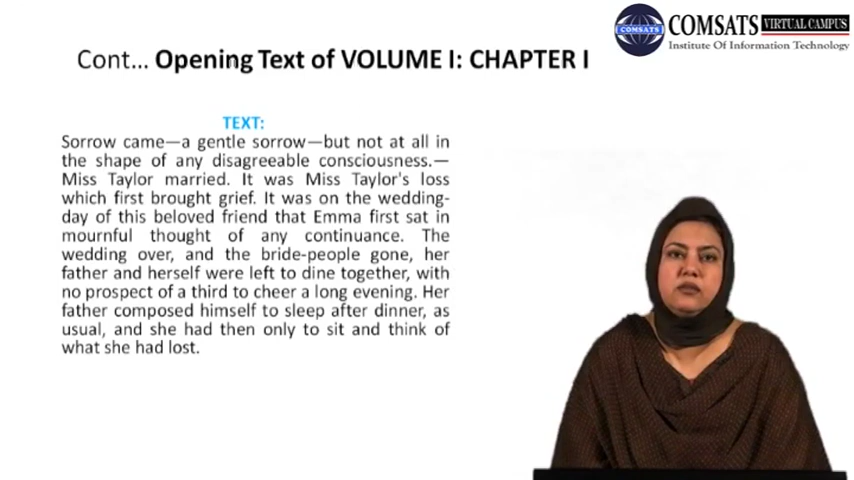 COMSATS VIRTUAL CAMPUS
COMSATS
Institute Of Information Technology
Cont... Opening Text of VOLUME I: CHAPTER I
TEXT:
Sorrow came—a gentle sorrow—but not at all in
the shape of any disagreeable consciousness.—
Miss Taylor married. It was Miss Taylor's loss
which first brought grief. It was on the wedding-
day of this beloved friend that Emma first sat in
mournful thought of any continuance. The
wedding over, and the bride-people gone, her
father and herself were left to dine together, with
no prospect of a third to cheer a long evening. Her
father composed himself to sleep after dinner, as
usual, and she had then only to sit and think of
what she had lost.